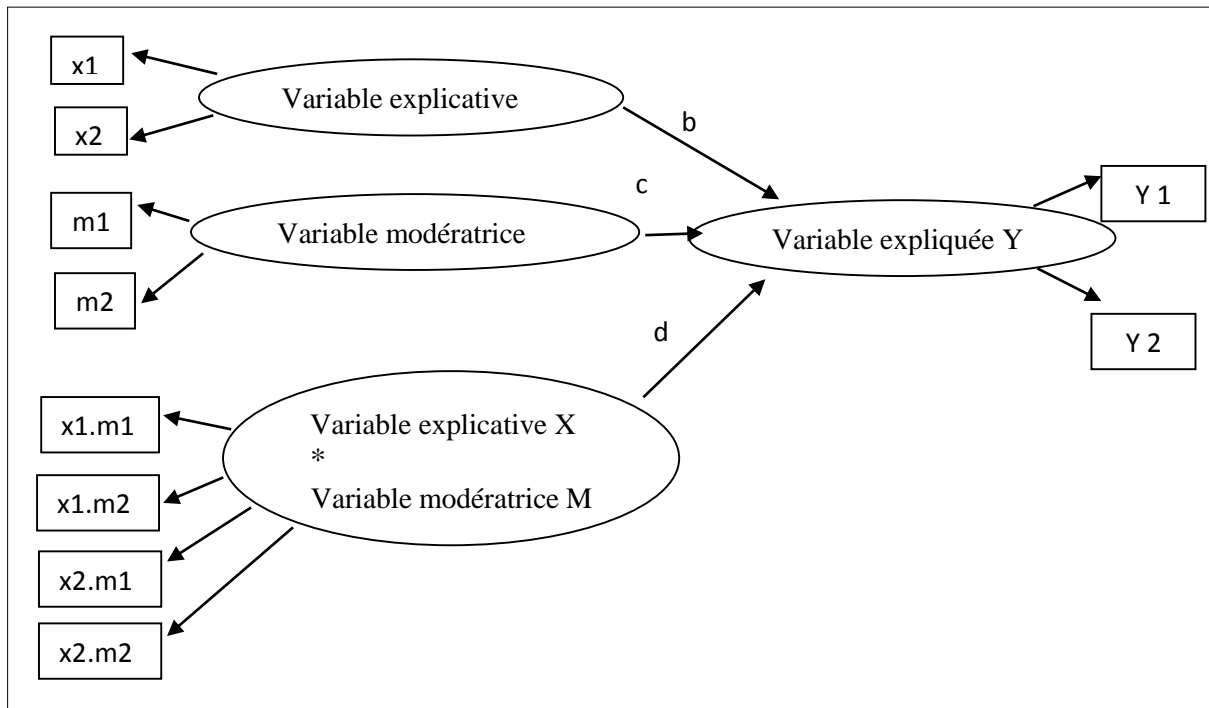 x1
Variable explicative
b
x2
c
Y 1
m1
Variable modératrice
Variable expliquée Y
m2
Y 2
d
x1.m1
Variable explicative X
*
x1.m2
Variable modératrice M
x2.m1
x2.m2